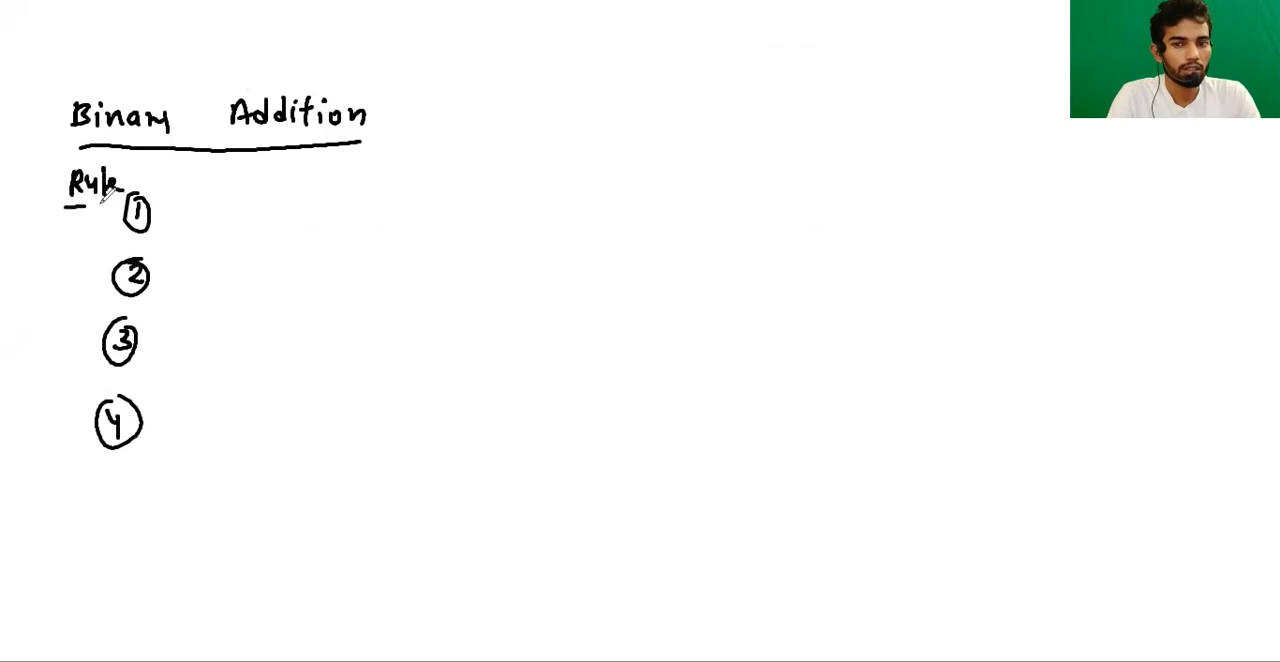 Binary Addition
Rule
①
②
③
④